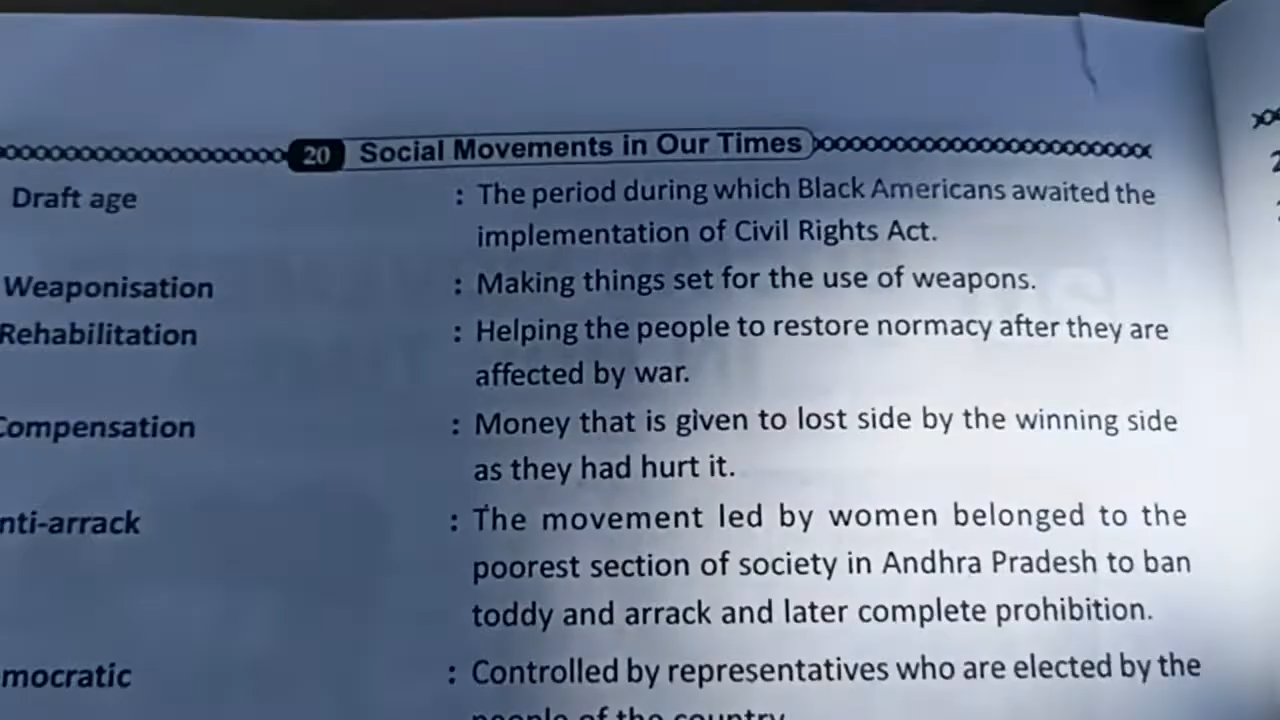 20 Social Movements in Our Times
Draft age : The period during which Black Americans awaited the
implementation of Civil Rights Act.
Weaponisation : Making things set for the use of weapons.
Rehabilitation : Helping the people to restore normacy after they are
affected by war.
Compensation : Money that is given to lost side by the winning side
as they had hurt it.
nti-arrack : The movement led by women belonged to the
poorest section of society in Andhra Pradesh to ban
toddy and arrack and later complete prohibition.
mocratic : Controlled by representatives who are elected by the
people of the country